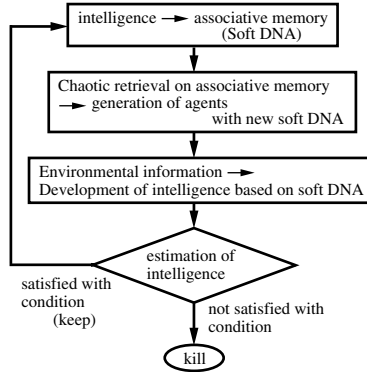 intelligence → associative memory
(Soft DNA)
Chaotic retrieval on associative memory
→ generation of agents
with new soft DNA
Environmental information →
Development of intelligence based on soft DNA
estimation of
intelligence
satisfied with
condition
(keep)
not satisfied with
condition
kill